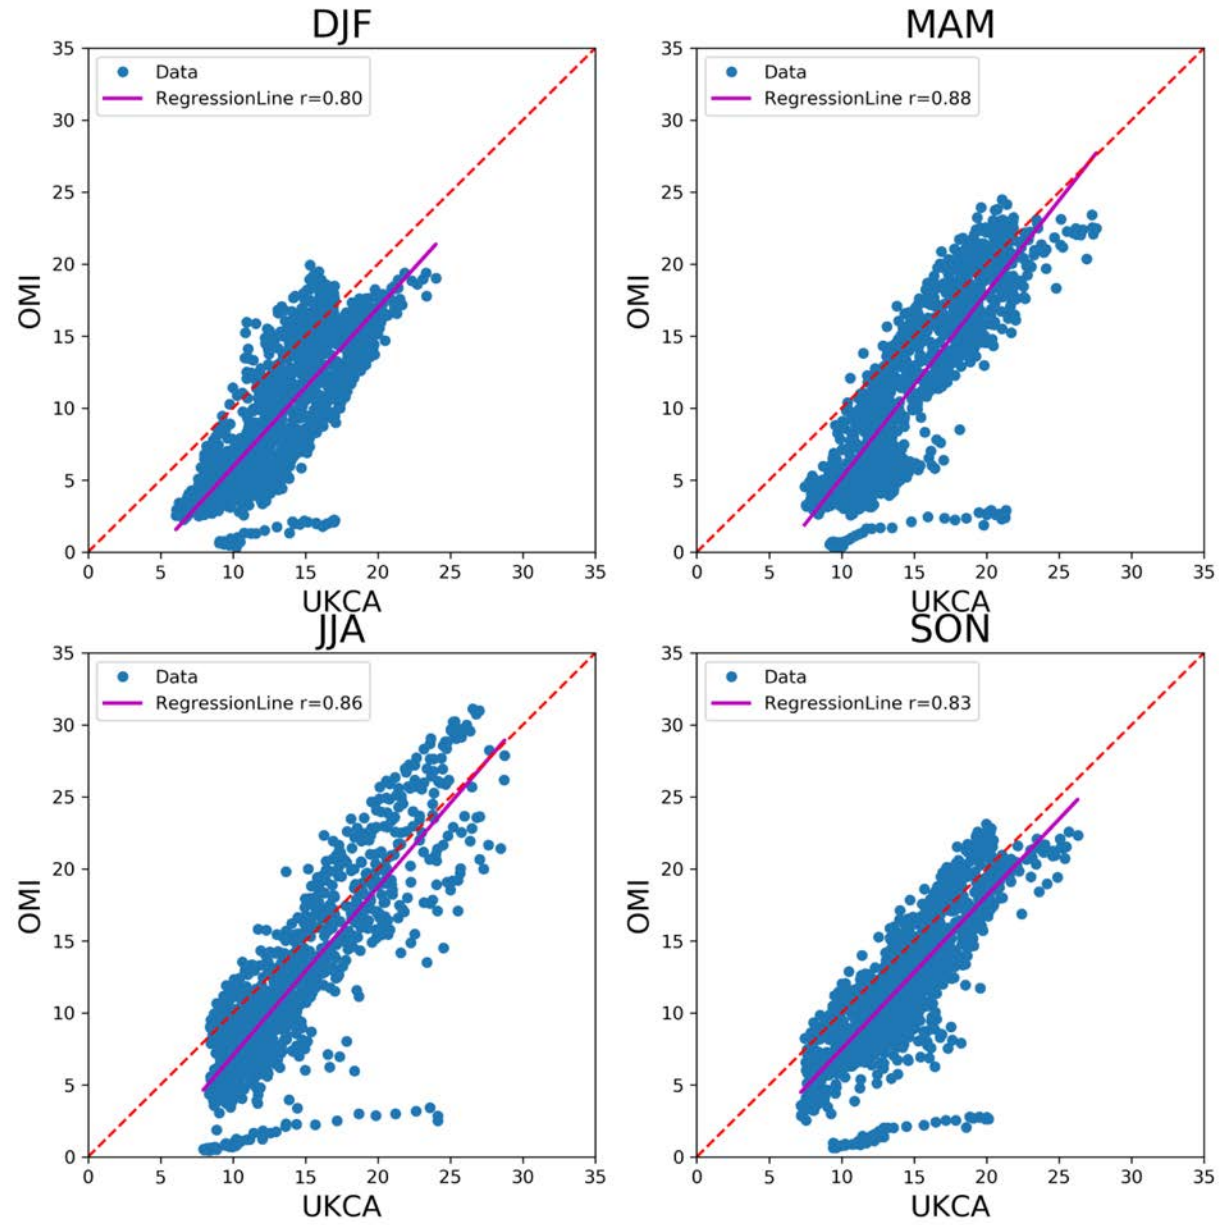 DJF
35
30
25
20
15
10
5
0
OMI
Data
RegressionLine r=0.80
0 5 10 15 20 25 30 35
UKCA
MAM
35
30
25
20
15
10
5
0
OMI
Data
RegressionLine r=0.88
0 5 10 15 20 25 30 35
UKCA
JJA
35
30
25
20
15
10
5
0
OMI
Data
RegressionLine r=0.86
0 5 10 15 20 25 30 35
UKCA
SON
35
30
25
20
15
10
5
0
OMI
Data
RegressionLine r=0.83
0 5 10 15 20 25 30 35
UKCA